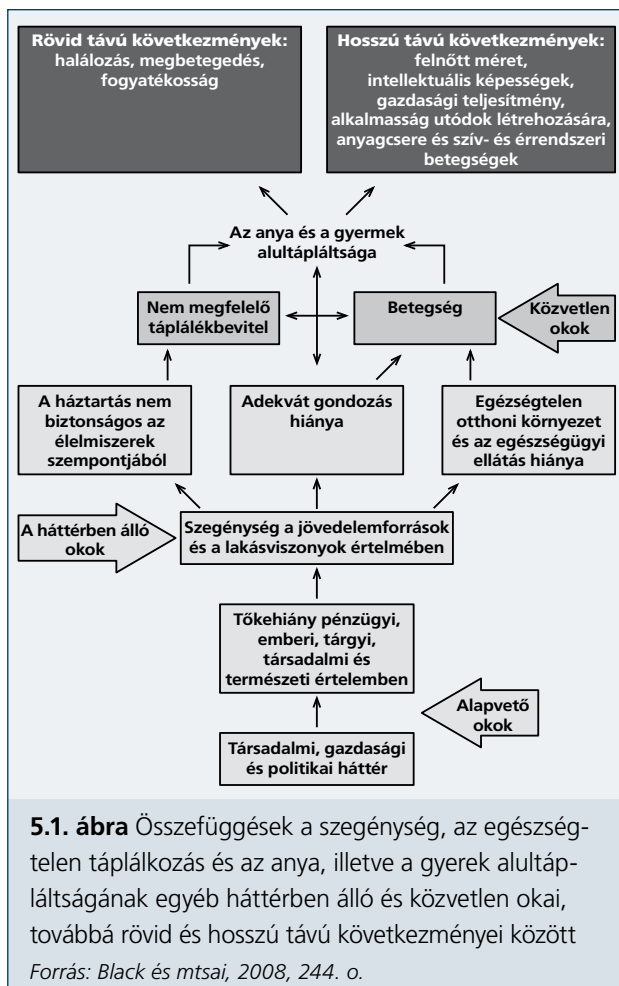 Rövid távú következmények:
halálozás, megbetegedés,
fogyatékosság
Hosszú távú következmények:
felnőtt méret,
intellektuális képességek,
gazdasági teljesítmény,
alkalmasság utódok létrehozására,
anyagcsere és szív- és érrendszeri
betegségek
Az anya és a gyermek
alultápláltsága
Nem megfelelő
táplálékbevitel
Betegség
Közvetlen
okok
A háztartás nem
biztonságos az
élelmiszerek
szempontjából
Adekvát gondozás
hiánya
Egézségtelen
otthoni környezet
és az egészségügyi
ellátás hiánya
A háttérben álló
okok
Szegénység a jövedelemforrások
és a lakásviszonyok értelmében
Tőkehiány pénzügyi,
emberi, tárgyi,
társadalmi és
természeti értelemben
Alapvető
okok
Társadalmi, gazdasági
és politikai háttér
5.1. ábra Összefüggések a szegénység, az egészség-
telen táplálkozás és az anya, illetve a gyerek alultáp-
láltságának egyéb háttérben álló és közvetlen okai,
továbbá rövid és hosszú távú következményei között
Forrás: Black és mtsai, 2008, 244. o.